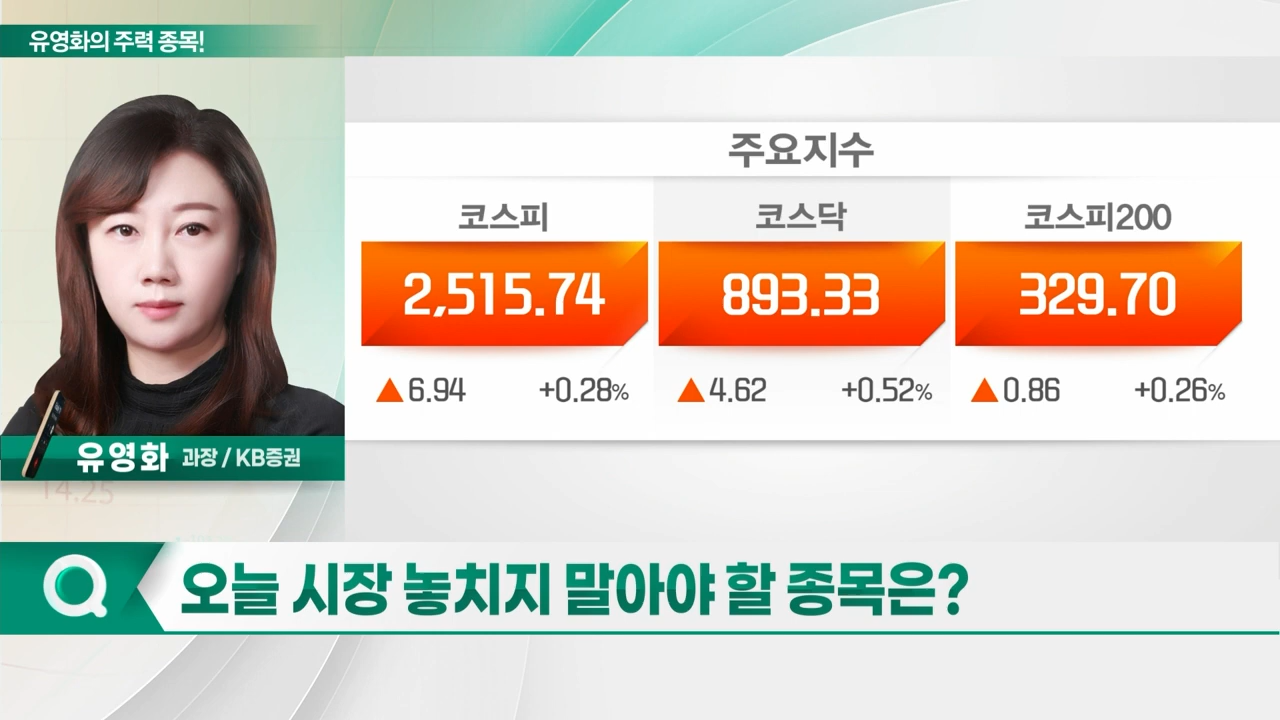 유영화의 주력 종목!
주요지수
코스피 코스닥 코스피200
2,515.74 893.33 329.70
▲6.94 +0.28% ▲4.62 +0.52% ▲0.86 +0.26%
유영화 과장 / KB증권
14.25
Q 오늘 시장 놓치지 말아야 할 종목은?